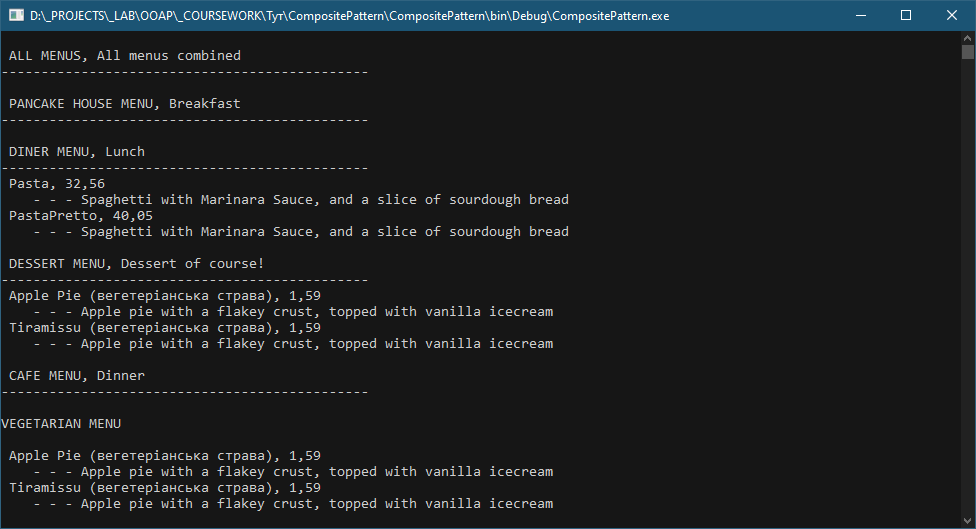 D:\_PROJECTS\_LAB\OOAP\_COURSEWORK\Тут\CompositePattern\CompositePattern\bin\Debug\CompositePattern.exe
ALL MENUS, All menus combined
----------------------------------------------
PANCAKE HOUSE MENU, Breakfast
----------------------------------------------
DINER MENU, Lunch
----------------------------------------------
Pasta, 32,56
- - - Spaghetti with Marinara Sauce, and a slice of sourdough bread
PastaPretto, 40,05
- - - Spaghetti with Marinara Sauce, and a slice of sourdough bread
DESSERT MENU, Dessert of course!
----------------------------------------------
Apple Pie (вегетеріанська страва), 1,59
- - - Apple pie with a flakey crust, topped with vanilla icecream
Tiramissu (вегетеріанська страва), 1,59
- - - Apple pie with a flakey crust, topped with vanilla icecream
CAFE MENU, Dinner
----------------------------------------------
VEGETARIAN MENU
Apple Pie (вегетеріанська страва), 1,59
- - - Apple pie with a flakey crust, topped with vanilla icecream
Tiramissu (вегетеріанська страва), 1,59
- - - Apple pie with a flakey crust, topped with vanilla icecream